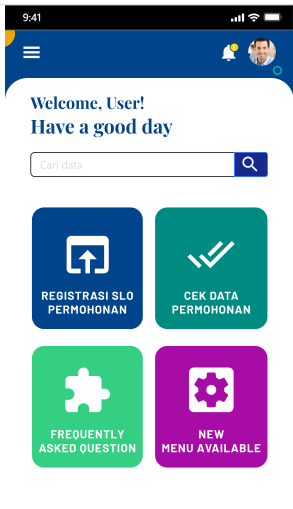 9:41
Welcome, User!
Have a good day
Cari data
REGISTRASI SLO
PERMOHONAN
CEK DATA
PERMOHONAN
FREQUENTLY
ASKED QUESTION
NEW
MENU AVAILABLE